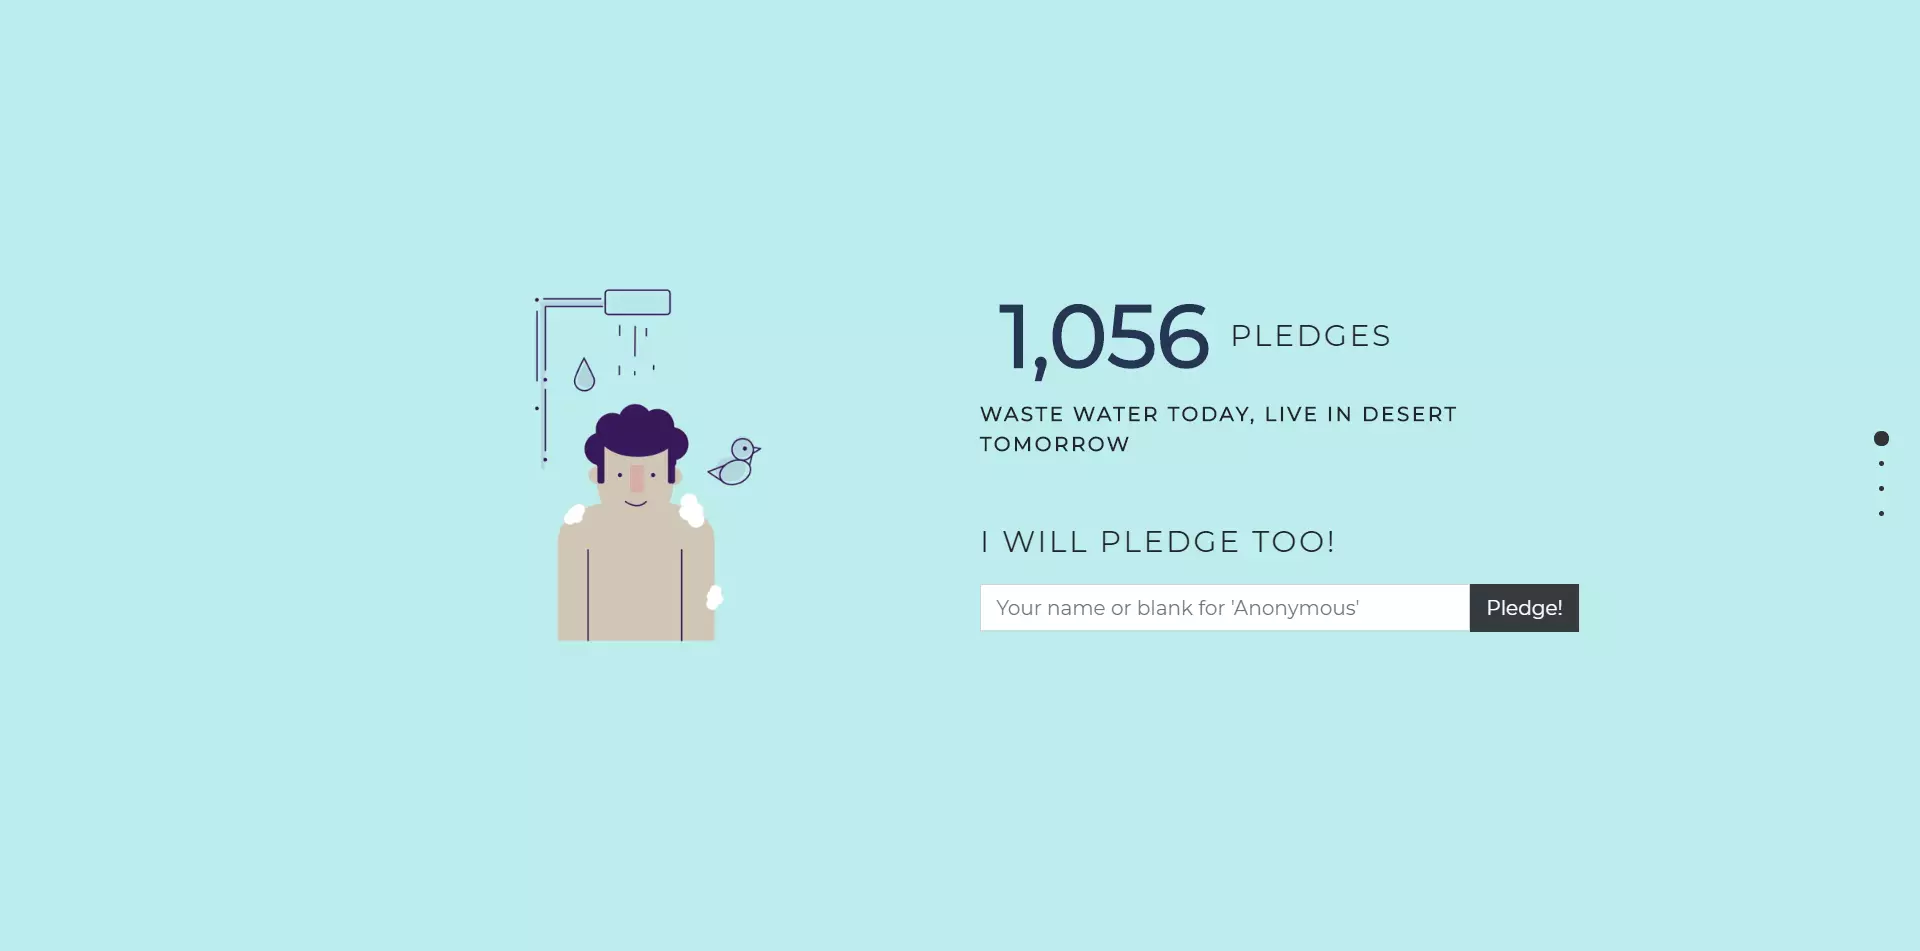 1,056 PLEDGES
WASTE WATER TODAY, LIVE IN DESERT
TOMORROW
I WILL PLEDGE TOO!
Your name or blank for 'Anonymous' Pledge!